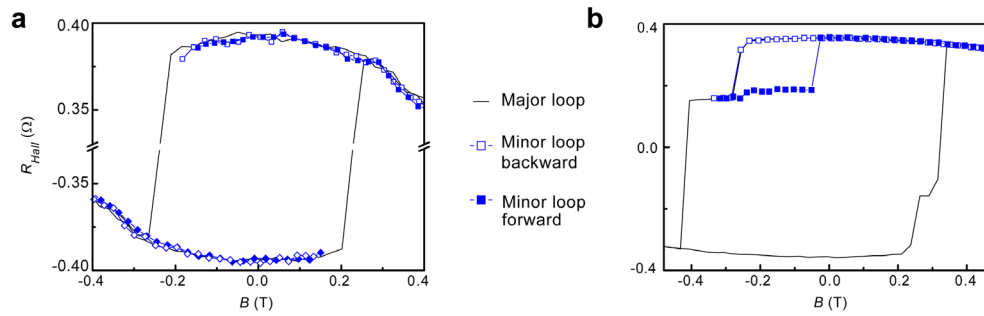 a
b
R_Hall (Ω)
0.40
0.35
-0.35
-0.40
-0.4
-0.2
0.0
0.2
0.4
B (T)
Major loop
Minor loop
backward
Minor loop
forward
0.4
0.0
-0.4
-0.4
-0.2
0.0
0.2
0.4
B (T)